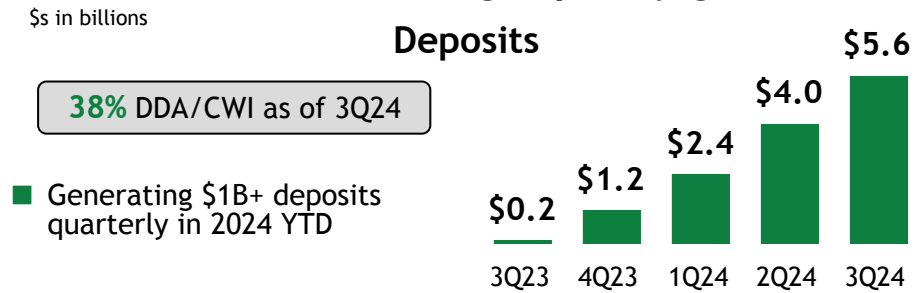 $s in billions
Deposits
38% DDA/CWI as of 3Q24
Generating $1B+ deposits
quarterly in 2024 YTD
$0.2
$1.2
$2.4
$4.0
$5.6
3Q23 4Q23 1Q24 2Q24 3Q24